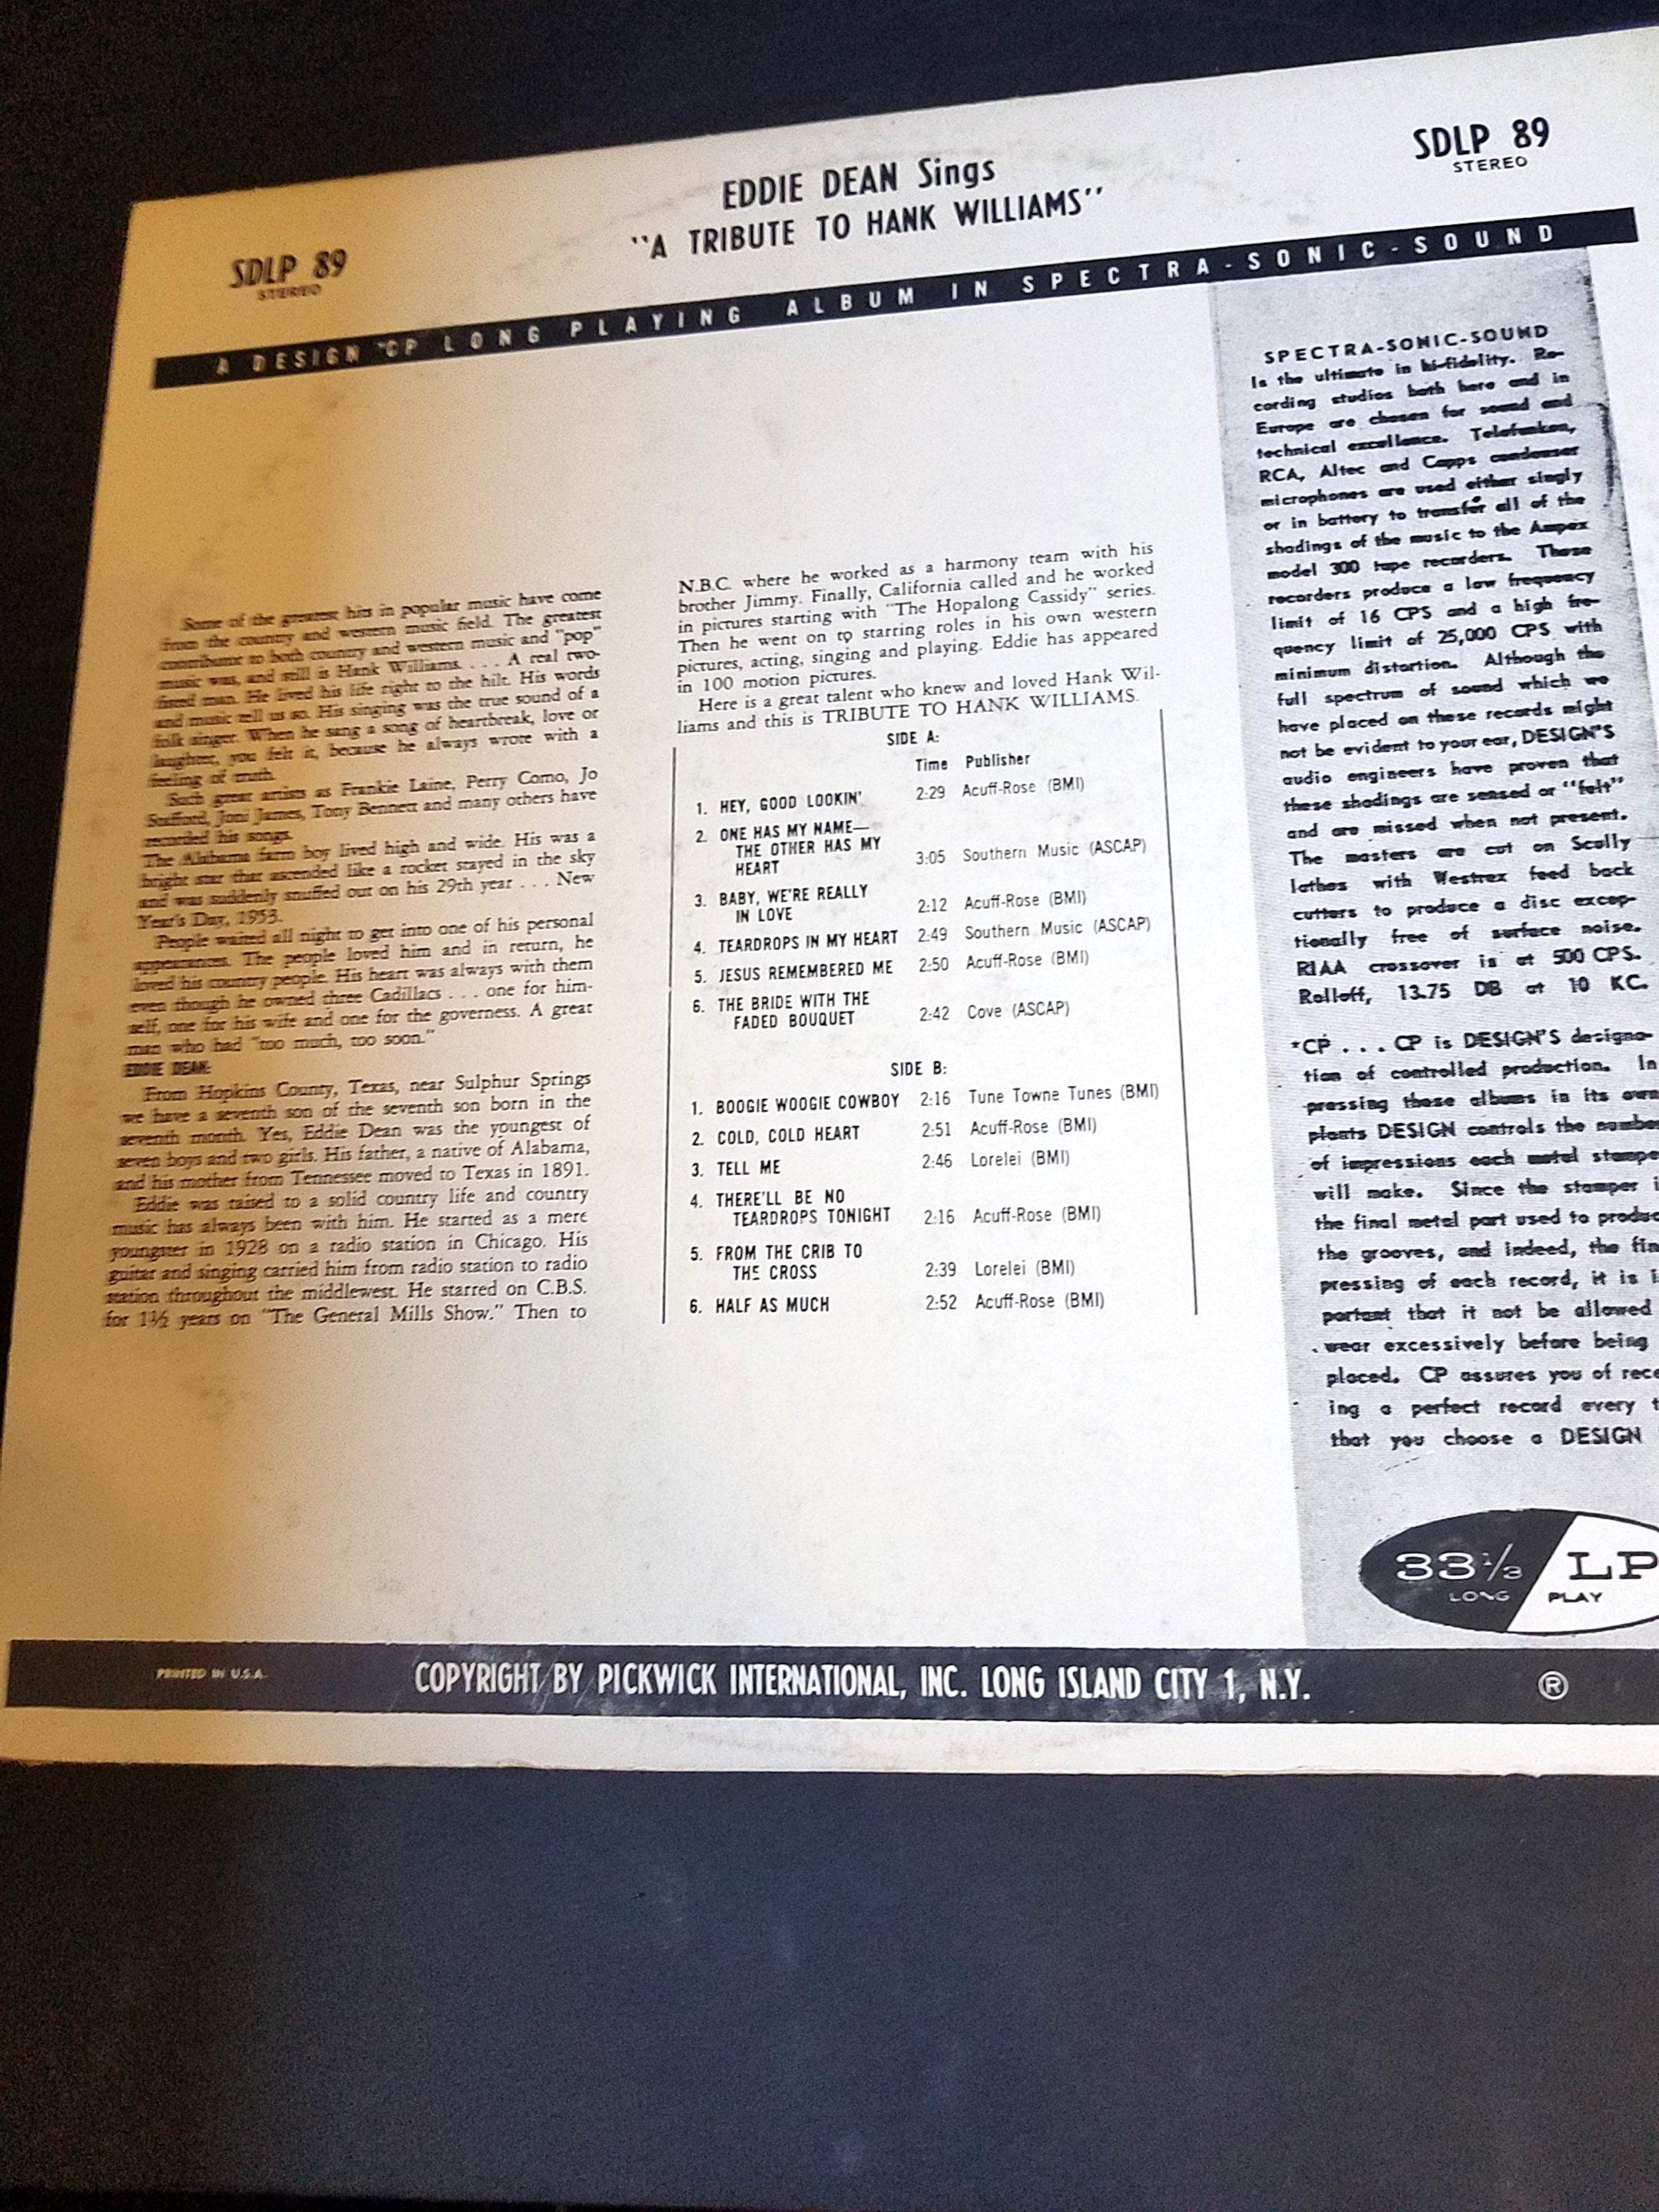 SDLP 89
STEREO
EDDIE DEAN Sings
"A TRIBUTE TO HANK WILLIAMS"
SDLP 89
STEREO
A DESIGN *CP LONG PLAYING ALBUM IN SPECTRA-SONIC-SOUND
Some of the greatest hits in popular music have come
from the country and western music field. The greatest
contributor to both country and western music and "pop"
music was, and still is Hank Williams. . . . A real two-
fisted man. He lived his life right to the hilt. His words
and music tell us so. His singing was the true sound of a
folk singer. When he sang a song of heartbreak, love or
laughter, you felt it, because he always wrote with a
feeling of truth.
Such great artists as Frankie Laine, Perry Como, Jo
Stafford, Joni James, Tony Bennett and many others have
recorded his songs.
The Alabama farm boy lived high and wide. His was a
bright star that ascended like a rocket stayed in the sky
and was suddenly snuffed out on his 29th year . . . New
Year's Day, 1953.
People waited all night to get into one of his personal
appearances. The people loved him and in return, he
loved his country people. His heart was always with them
even though he owned three Cadillacs . . . one for him-
self, one for his wife and one for the governess. A great
man who had "too much, too soon."
EDDIE DEAN:
From Hopkins County, Texas, near Sulphur Springs
we have a seventh son of the seventh son born in the
seventh month. Yes, Eddie Dean was the youngest of
seven boys and two girls. His father, a native of Alabama,
and his mother from Tennessee moved to Texas in 1891.
Eddie was raised to a solid country life and country
music has always been with him. He started as a mere
youngster in 1928 on a radio station in Chicago. His
guitar and singing carried him from radio station to radio
station throughout the middlewest. He starred on C.B.S.
for 1½ years on "The General Mills Show." Then to
N.B.C. where he worked as a harmony team with his
brother Jimmy. Finally, California called and he worked
in pictures starting with "The Hopalong Cassidy" series.
Then he went on to starring roles in his own western
pictures, acting, singing and playing. Eddie has appeared
in 100 motion pictures.
Here is a great talent who knew and loved Hank Wil-
liams and this is TRIBUTE TO HANK WILLIAMS.
SIDE A:
Time Publisher
1. HEY, GOOD LOOKIN' 2:29 Acuff-Rose (BMI)
2. ONE HAS MY NAME—
THE OTHER HAS MY
HEART 3:05 Southern Music (ASCAP)
3. BABY, WE'RE REALLY
IN LOVE 2:12 Acuff-Rose (BMI)
4. TEARDROPS IN MY HEART 2:49 Southern Music (ASCAP)
5. JESUS REMEMBERED ME 2:50 Acuff-Rose (BMI)
6. THE BRIDE WITH THE
FADED BOUQUET 2:42 Cove (ASCAP)
SIDE B:
1. BOOGIE WOOGIE COWBOY 2:16 Tune Towne Tunes (BMI)
2. COLD, COLD HEART 2:51 Acuff-Rose (BMI)
3. TELL ME 2:46 Lorelei (BMI)
4. THERE'LL BE NO
TEARDROPS TONIGHT 2:16 Acuff-Rose (BMI)
5. FROM THE CRIB TO
THE CROSS 2:39 Lorelei (BMI)
6. HALF AS MUCH 2:52 Acuff-Rose (BMI)
SPECTRA-SONIC-SOUND
Is the ultimate in hi-fidelity. Re-
cording studios both here and in
Europe are chosen for sound and
technical excellence. Telefunken,
RCA, Altec and Capps condenser
microphones are used either singly
or in battery to transfer all of the
shadings of the music to the Ampex
model 300 tape recorders. These
recorders produce a low frequency
limit of 16 CPS and a high fre-
quency limit of 25,000 CPS with
minimum distortion. Although the
full spectrum of sound which we
have placed on these records might
not be evident to your ear, DESIGN'S
audio engineers have proven that
these shadings are sensed or "felt"
and are missed when not present.
The masters are cut on Scully
lathes with Westrex feed back
cutters to produce a disc excep-
tionally free of surface noise.
RIAA crossover is at 500 CPS.
Rolloff, 13.75 DB at 10 KC.
*CP . . . CP is DESIGN'S designa-
tion of controlled production. In
pressing these albums in its own
plants DESIGN controls the number
of impressions each metal stampe
will make. Since the stamper i
the final metal part used to produc
the grooves, and indeed, the fin
pressing of each record, it is i
portant that it not be allowed
wear excessively before being
placed. CP assures you of rece
ing a perfect record every t
that you choose a DESIGN
33⅓ LP
LONG PLAY
PRINTED IN U.S.A.
COPYRIGHT BY PICKWICK INTERNATIONAL, INC. LONG ISLAND CITY 1, N.Y.
®